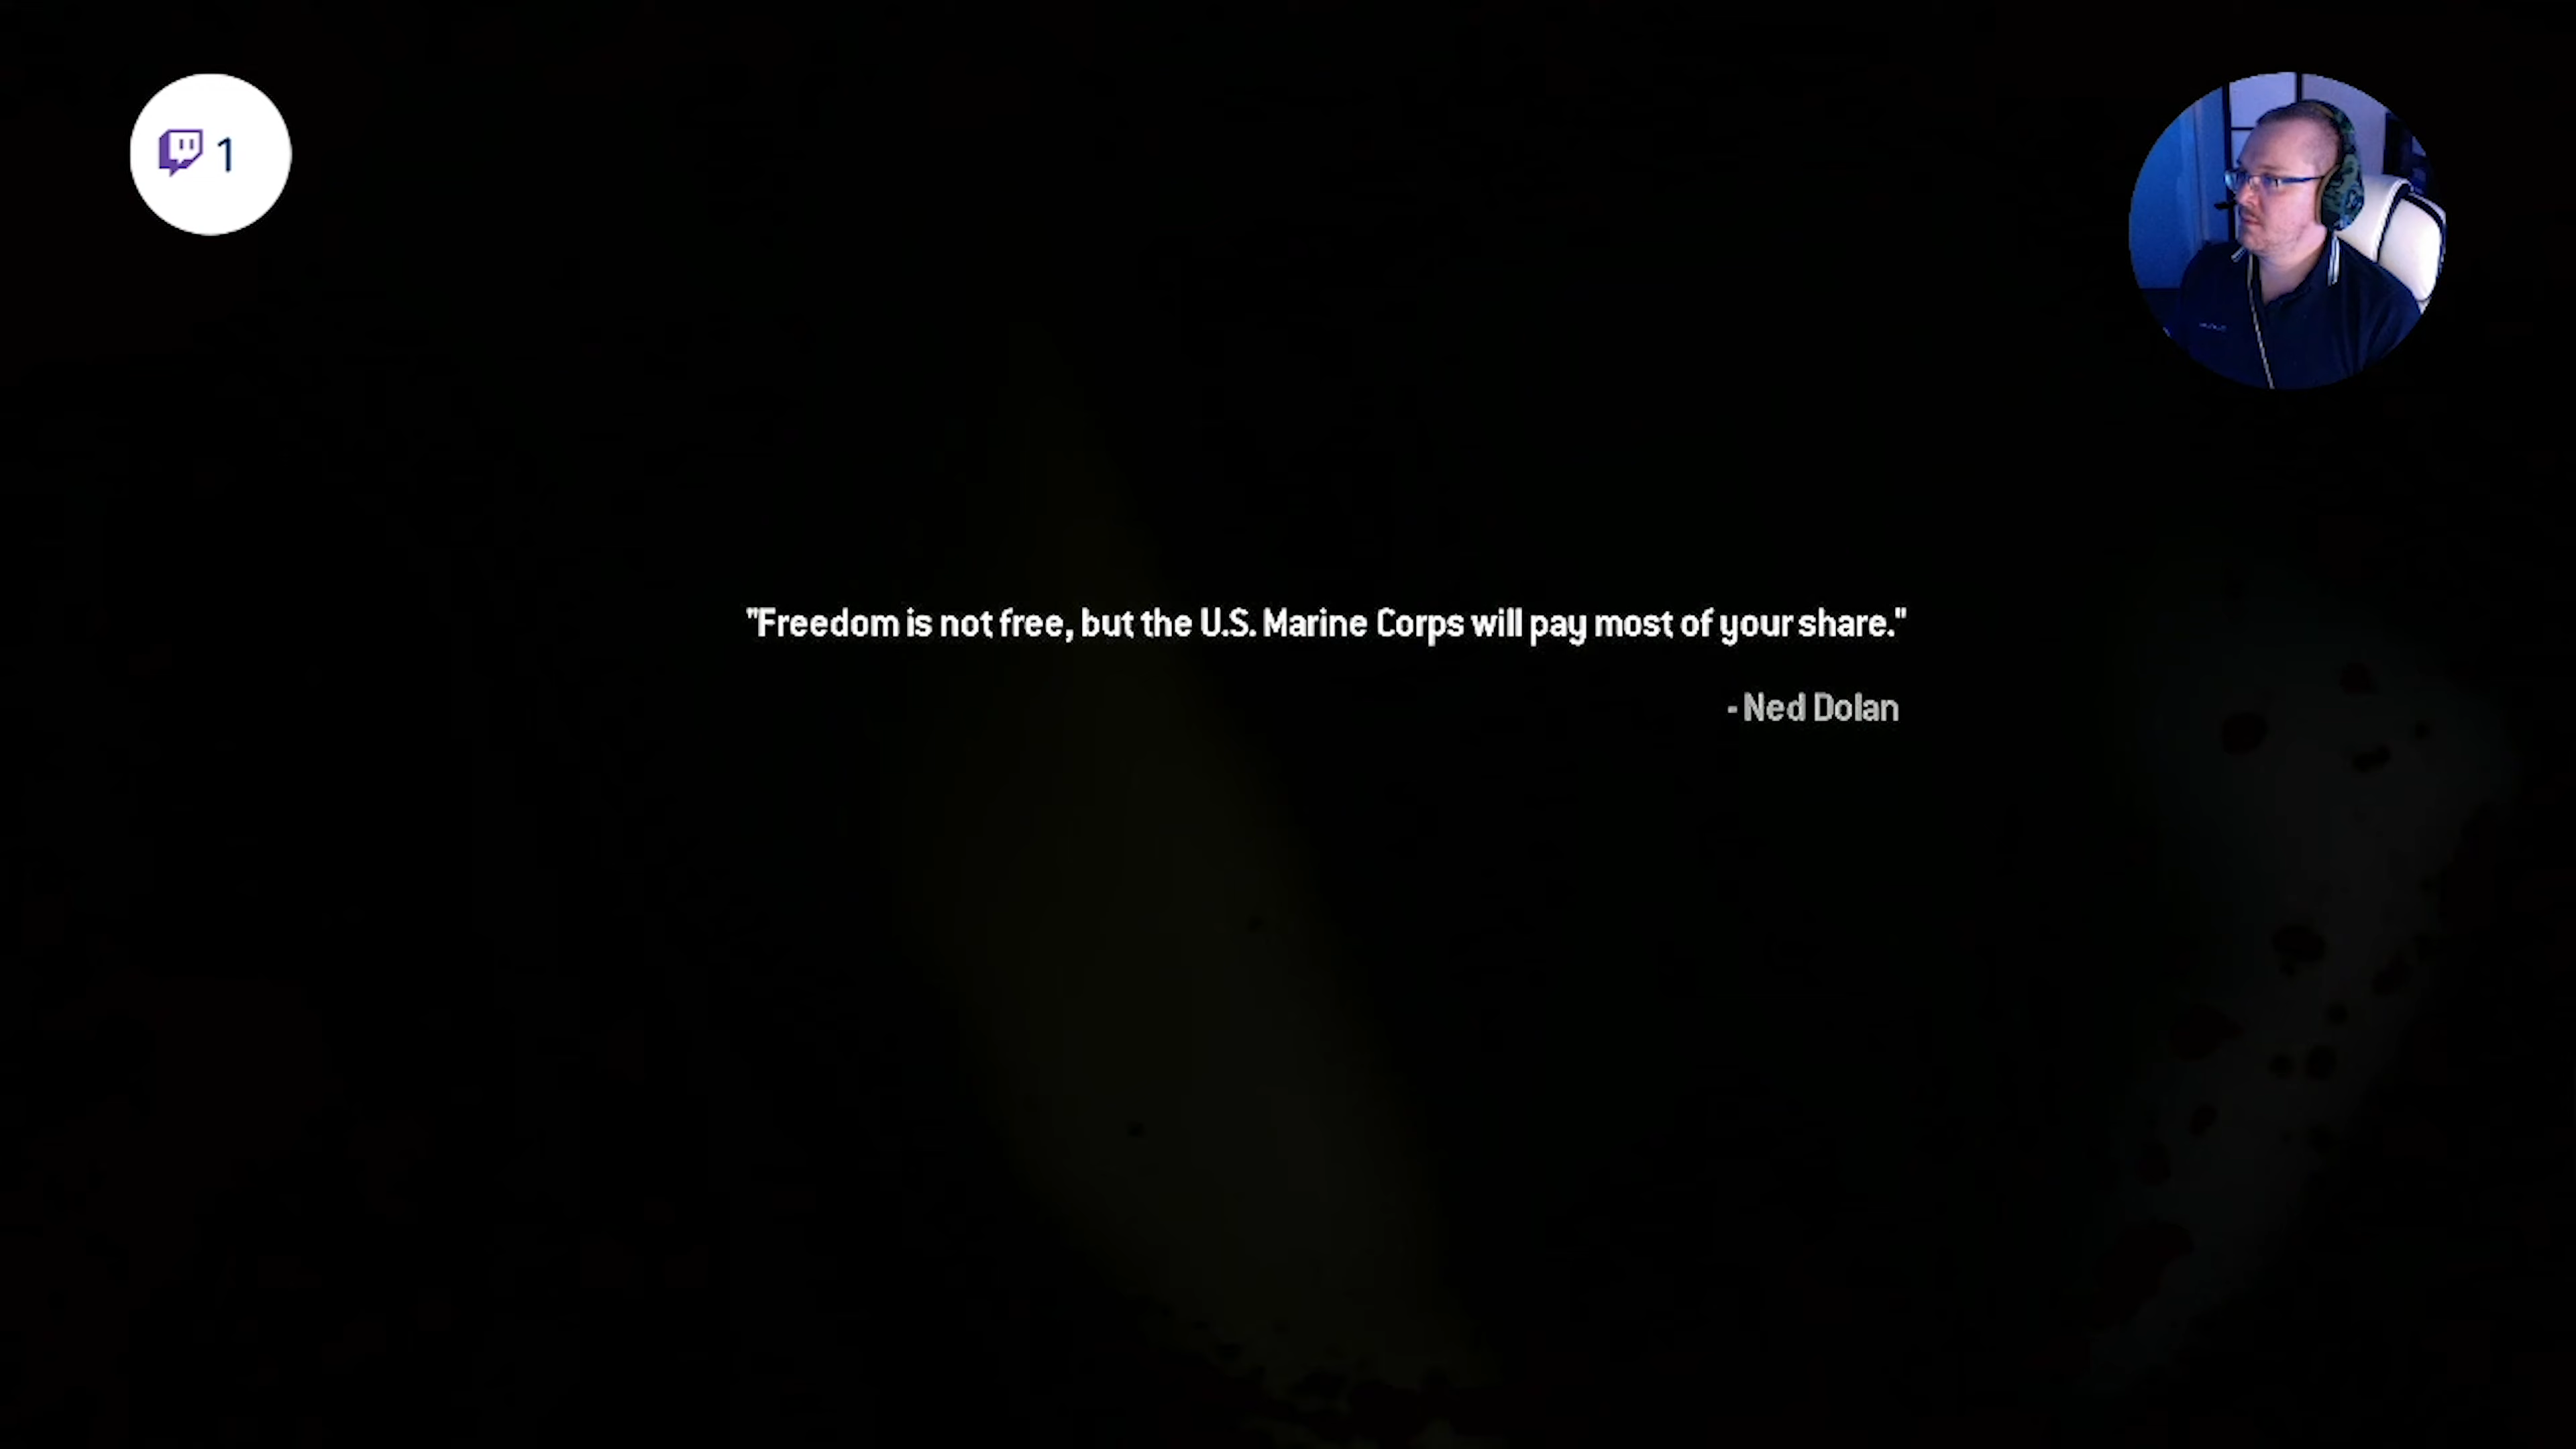 1
"Freedom is not free, but the U.S. Marine Corps will pay most of your share."
- Ned Dolan